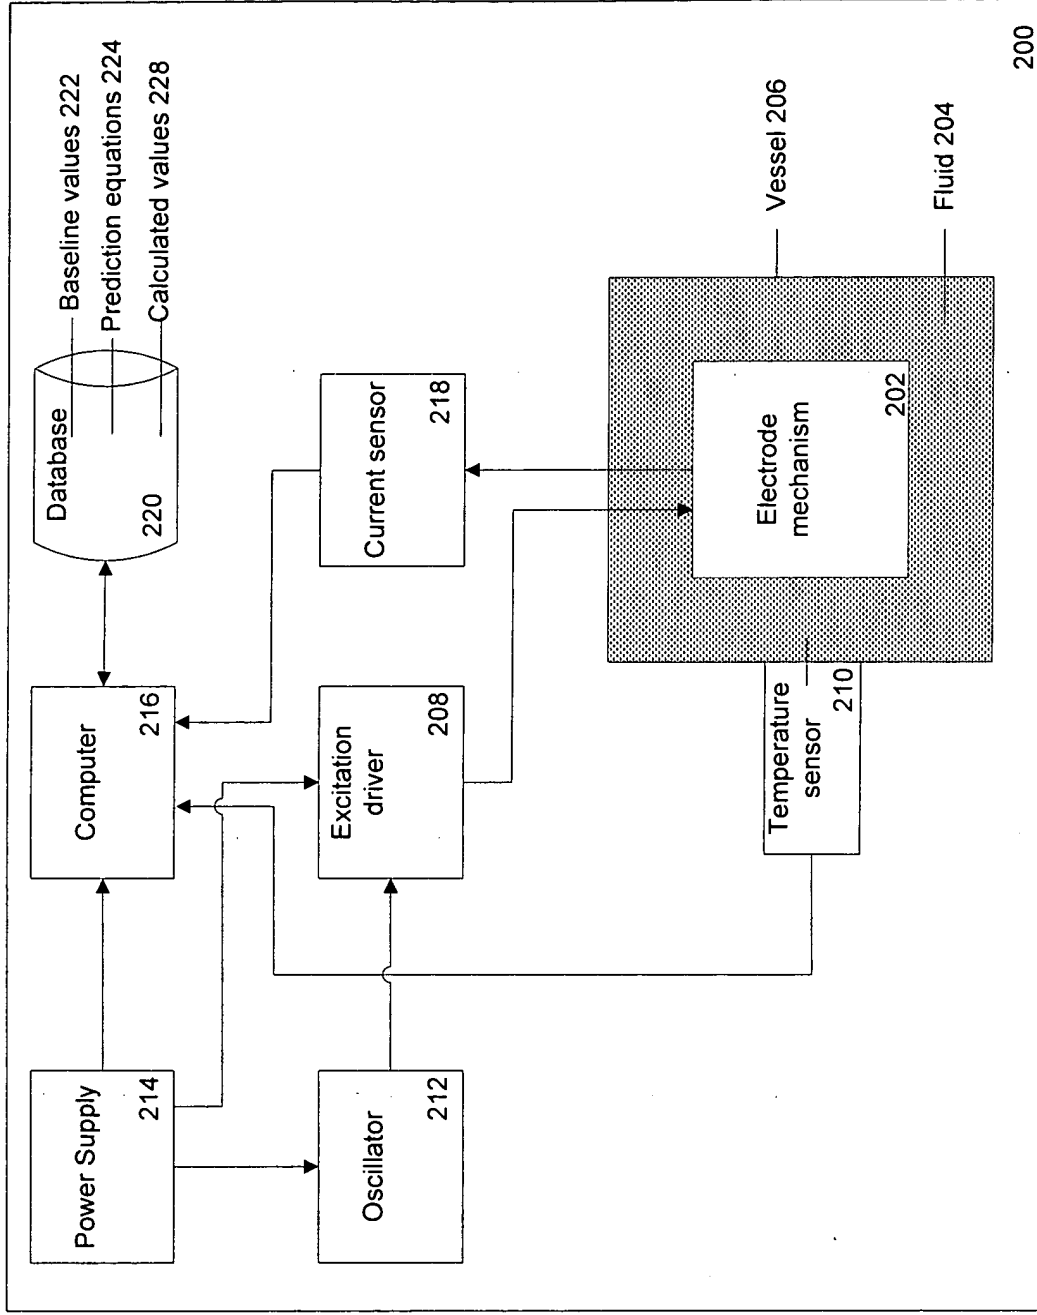 Power Supply
214
Computer
216
Database
220
Baseline values 222
Prediction equations 224
Calculated values 228
Oscillator
212
Excitation
driver
208
Current sensor
218
Temperature
sensor
210
Electrode
mechanism
202
Vessel 206
Fluid 204
200